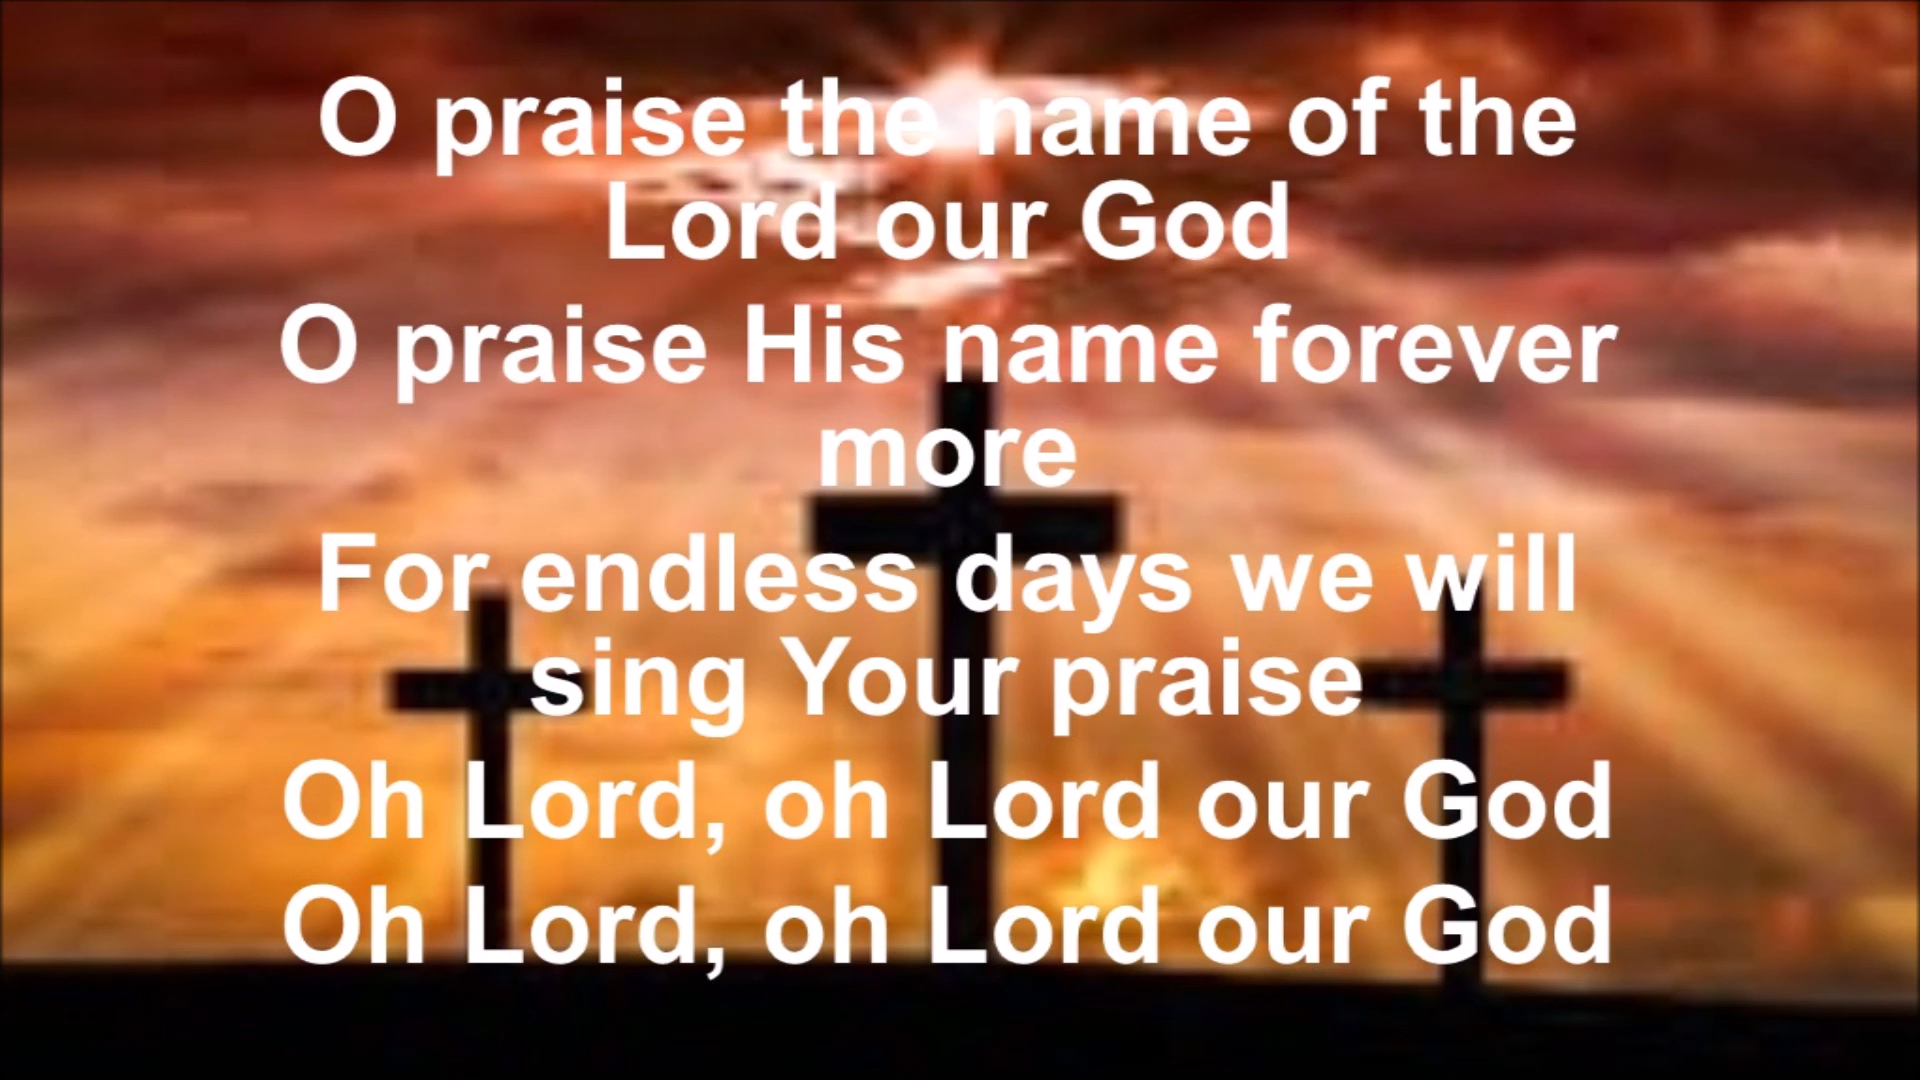 O praise the name of the
Lord our God
O praise His name forever
more
For endless days we will
sing Your praise
Oh Lord, oh Lord our God
Oh Lord, oh Lord our God